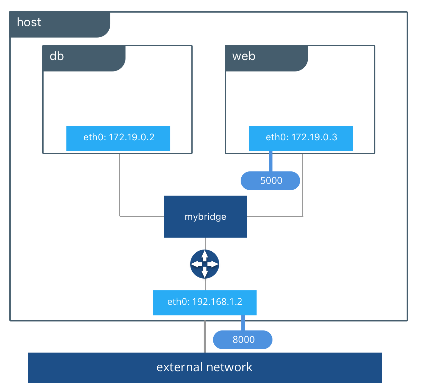 host
db
web
eth0: 172.19.0.2
eth0: 172.19.0.3
5000
mybridge
eth0: 192.168.1.2
8000
external network